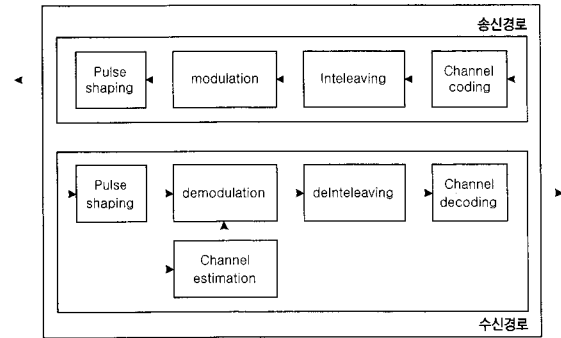 송신경로
Pulse
shaping
modulation
Inteleaving
Channel
coding
Pulse
shaping
demodulation
deInteleaving
Channel
decoding
Channel
estimation
수신경로